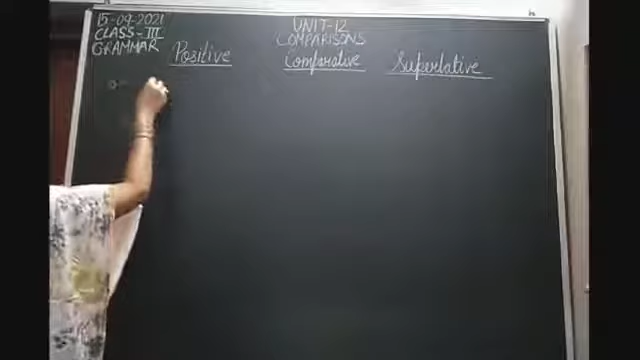 15-09-2021
CLASS-III
GRAMMAR
UNIT-12
COMPARISONS
Positive Comparative Superlative